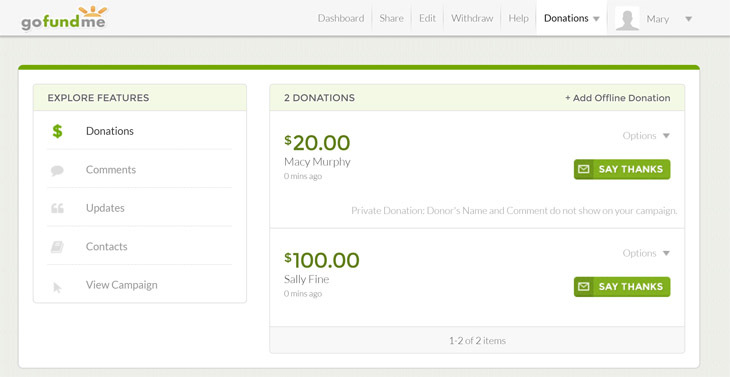 gofundme
Dashboard Share Edit Withdraw Help Donations Mary
EXPLORE FEATURES
$ Donations
Comments
Updates
Contacts
View Campaign
2 DONATIONS + Add Offline Donation
$20.00 Options
Macy Murphy
0 mins ago SAY THANKS
Private Donation: Donor's Name and Comment do not show on your campaign.
$100.00 Options
Sally Fine
0 mins ago SAY THANKS
1-2 of 2 items